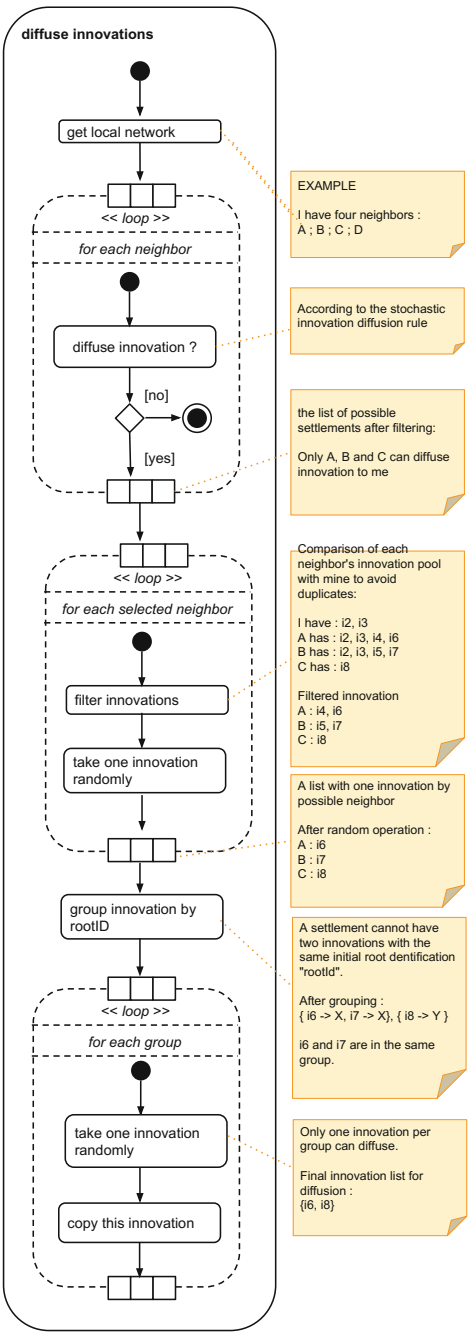 diffuse innovations
get local network
EXAMPLE
I have four neighbors :
A ; B ; C ; D
<< loop >>
for each neighbor
According to the stochastic
innovation diffusion rule
diffuse innovation ?
[no]
[yes]
the list of possible
settlements after filtering:
Only A, B and C can diffuse
innovation to me
<< loop >>
for each selected neighbor
Comparison of each
neighbor's innovation pool
with mine to avoid
duplicates:
I have : i2, i3
A has : i2, i3, i4, i6
B has : i2, i3, i5, i7
C has : i8
Filtered innovation
A : i4, i6
B : i5, i7
C : i8
filter innovations
take one innovation
randomly
A list with one innovation by
possible neighbor
After random operation :
A : i6
B : i7
C : i8
group innovation by
rootID
A settlement cannot have
two innovations with the
same initial root dentification
"rootId".
After grouping :
{ i6 -> X, i7 -> X}, { i8 -> Y }
i6 and i7 are in the same
group.
<< loop >>
for each group
take one innovation
randomly
Only one innovation per
group can diffuse.
Final innovation list for
diffusion :
{i6, i8}
copy this innovation